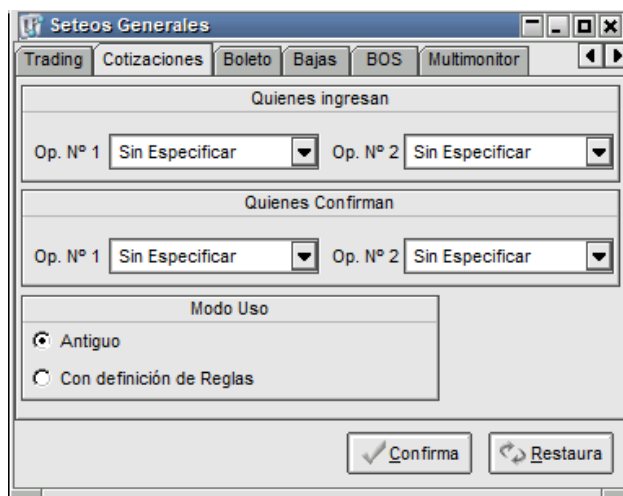 Seteos Generales
Trading Cotizaciones Boleto Bajas BOS Multimonitor
Quienes ingresan
Op. Nº 1 Sin Especificar Op. Nº 2 Sin Especificar
Quienes Confirman
Op. Nº 1 Sin Especificar Op. Nº 2 Sin Especificar
Modo Uso
Antiguo
Con definición de Reglas
Confirma Restaura